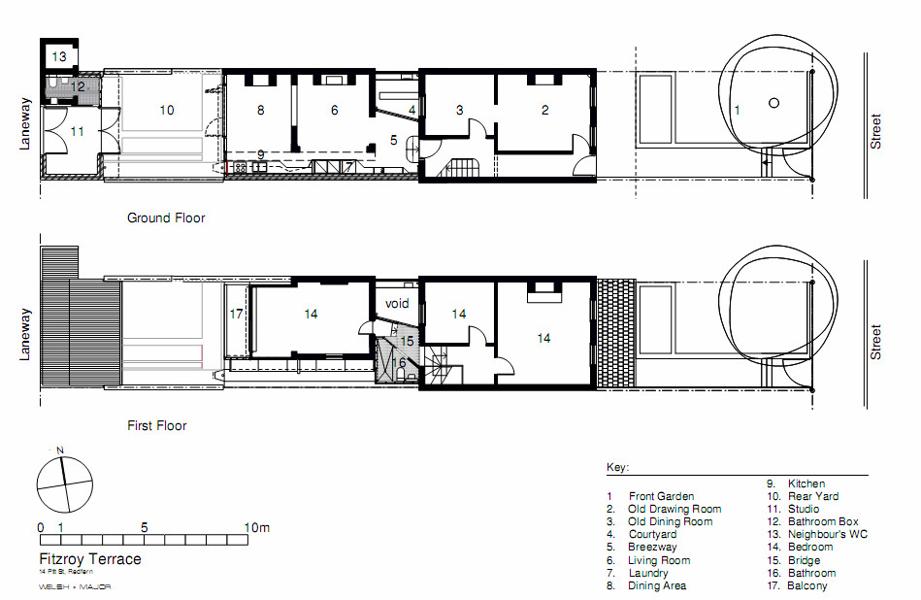 13
12
Laneway
11
10
8
6
4
3
2
1
5
9
7
Street
Ground Floor
Laneway
17
14
void
15
16
14
14
Street
First Floor
N
0 1 5 10m
Fitzroy Terrace
14 Pitt St, Redfern
WELSH + MAJOR
Key:
1 Front Garden
2. Old Drawing Room
3. Old Dining Room
4. Courtyard
5. Breezway
6. Living Room
7. Laundry
8. Dining Area
9. Kitchen
10. Rear Yard
11. Studio
12. Bathroom Box
13. Neighbour's WC
14. Bedroom
15. Bridge
16. Bathroom
17. Balcony